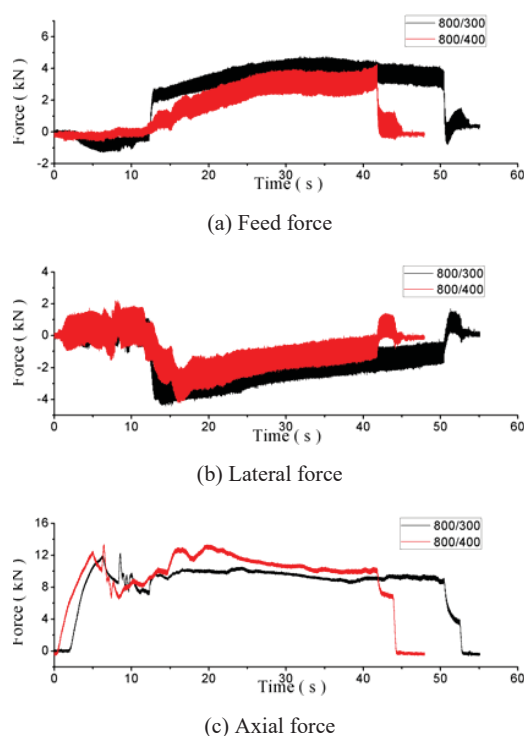 800/300
800/400
Force ( kN )
6
4
2
0
-2
0 10 20 30 40 50 60
Time ( s )
(a) Feed force
800/300
800/400
Force ( kN )
4
2
0
-2
-4
0 10 20 30 40 50 60
Time ( s )
(b) Lateral force
800/300
800/400
Force ( kN )
16
12
8
4
0
0 10 20 30 40 50 60
Time ( s )
(c) Axial force